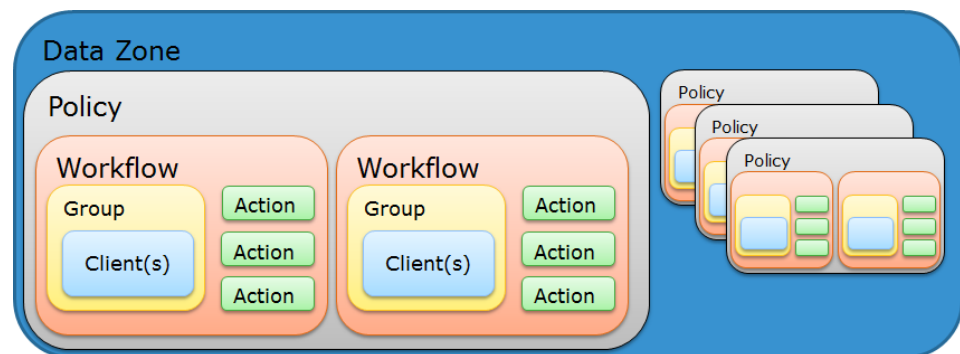 Data Zone
Policy
Workflow
Group
Client(s)
Action
Action
Action
Workflow
Group
Client(s)
Action
Action
Action
Policy
Policy
Policy